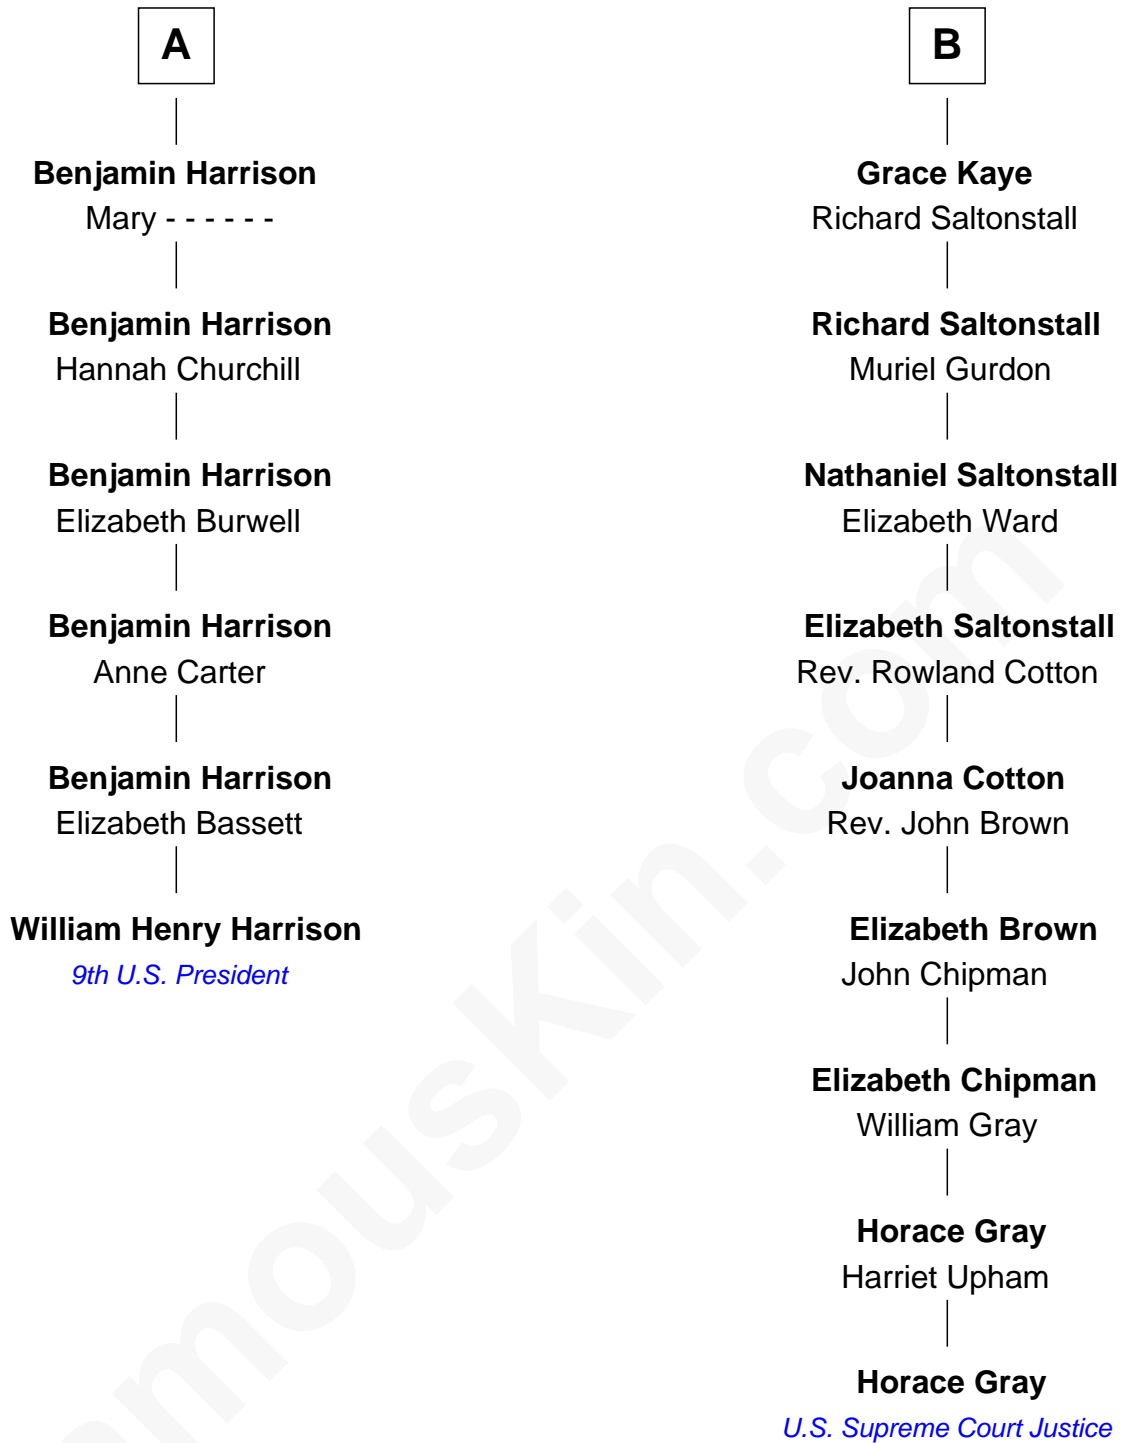 A
Benjamin Harrison
Mary - - - - - -
Benjamin Harrison
Hannah Churchill
Benjamin Harrison
Elizabeth Burwell
Benjamin Harrison
Anne Carter
Benjamin Harrison
Elizabeth Bassett
William Henry Harrison
9th U.S. President
B
Grace Kaye
Richard Saltonstall
Richard Saltonstall
Muriel Gurdon
Nathaniel Saltonstall
Elizabeth Ward
Elizabeth Saltonstall
Rev. Rowland Cotton
Joanna Cotton
Rev. John Brown
Elizabeth Brown
John Chipman
Elizabeth Chipman
William Gray
Horace Gray
Harriet Upham
Horace Gray
U.S. Supreme Court Justice
mousKin.com